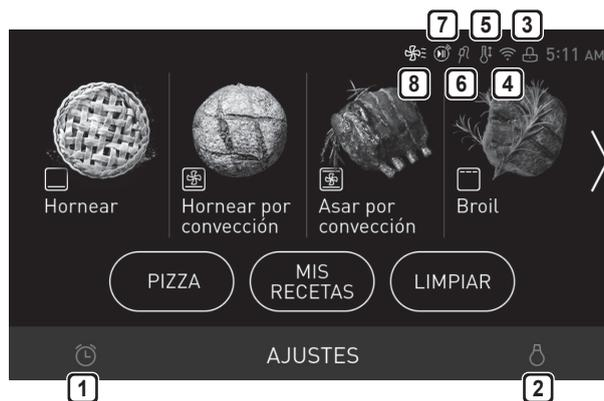 7 5 3
5:11 AM
8 6 4
Hornear
Hornear por
convección
Asar por
convección
Broil
PIZZA
MIS
RECETAS
LIMPIAR
AJUSTES
1 2